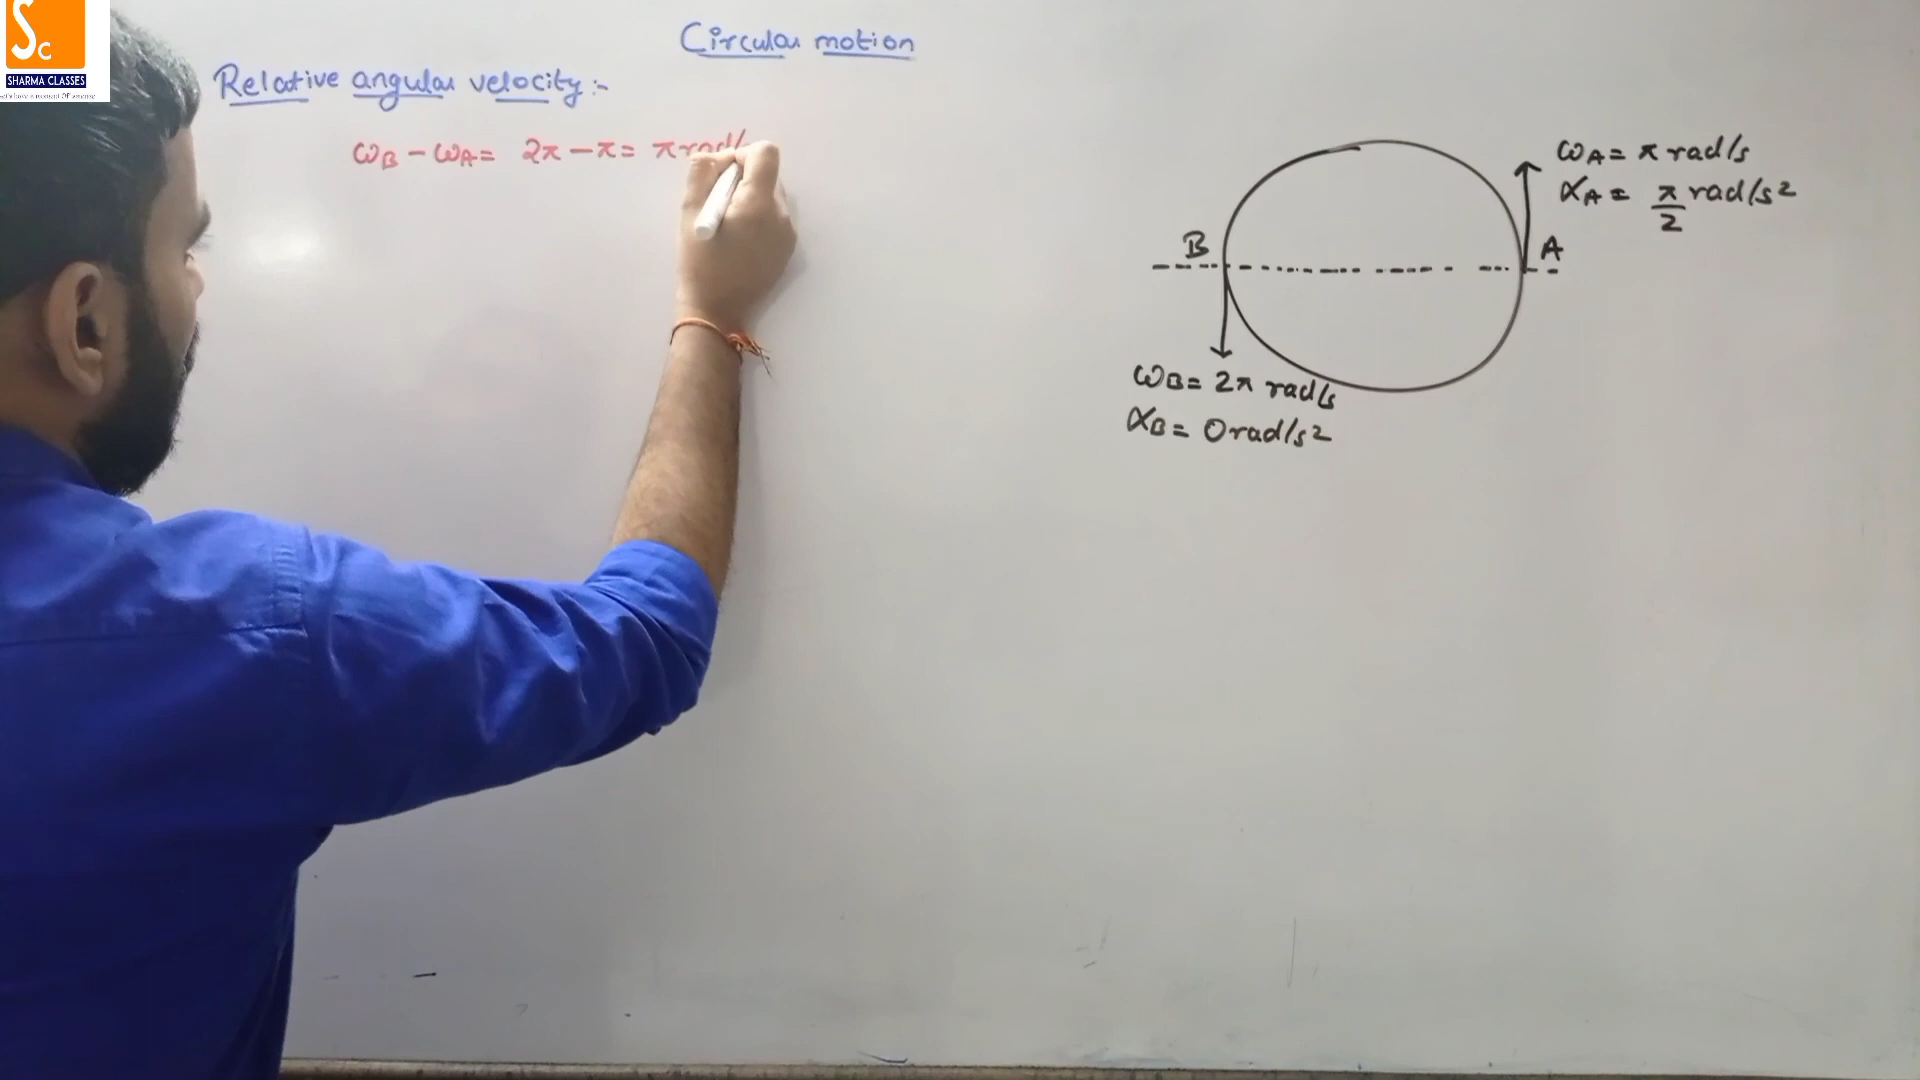 Sc
SHARMA CLASSES
Circular motion
Relative angular velocity:-
ωB - ωA = 2π - π = π rad/
ωA = π rad/s
αA = π/2 rad/s²
B
A
ωB = 2π rad/s
αB = 0 rad/s²